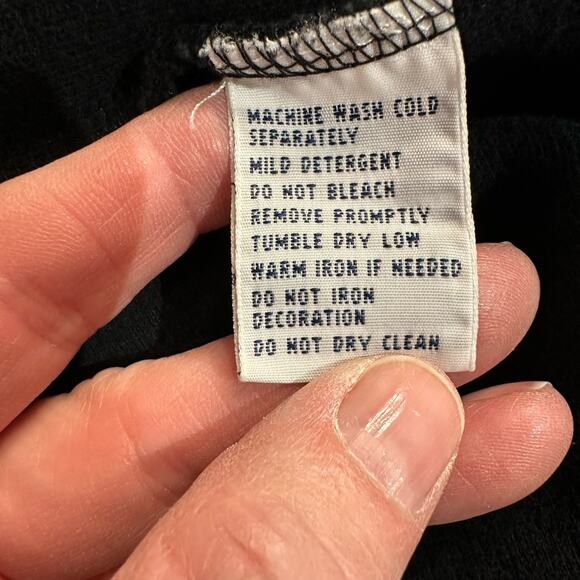 MACHINE WASH COLD
SEPARATELY
MILD DETERGENT
DO NOT BLEACH
REMOVE PROMPTLY
TUMBLE DRY LOW
WARM IRON IF NEEDED
DO NOT IRON
DECORATION
DO NOT DRY CLEAN